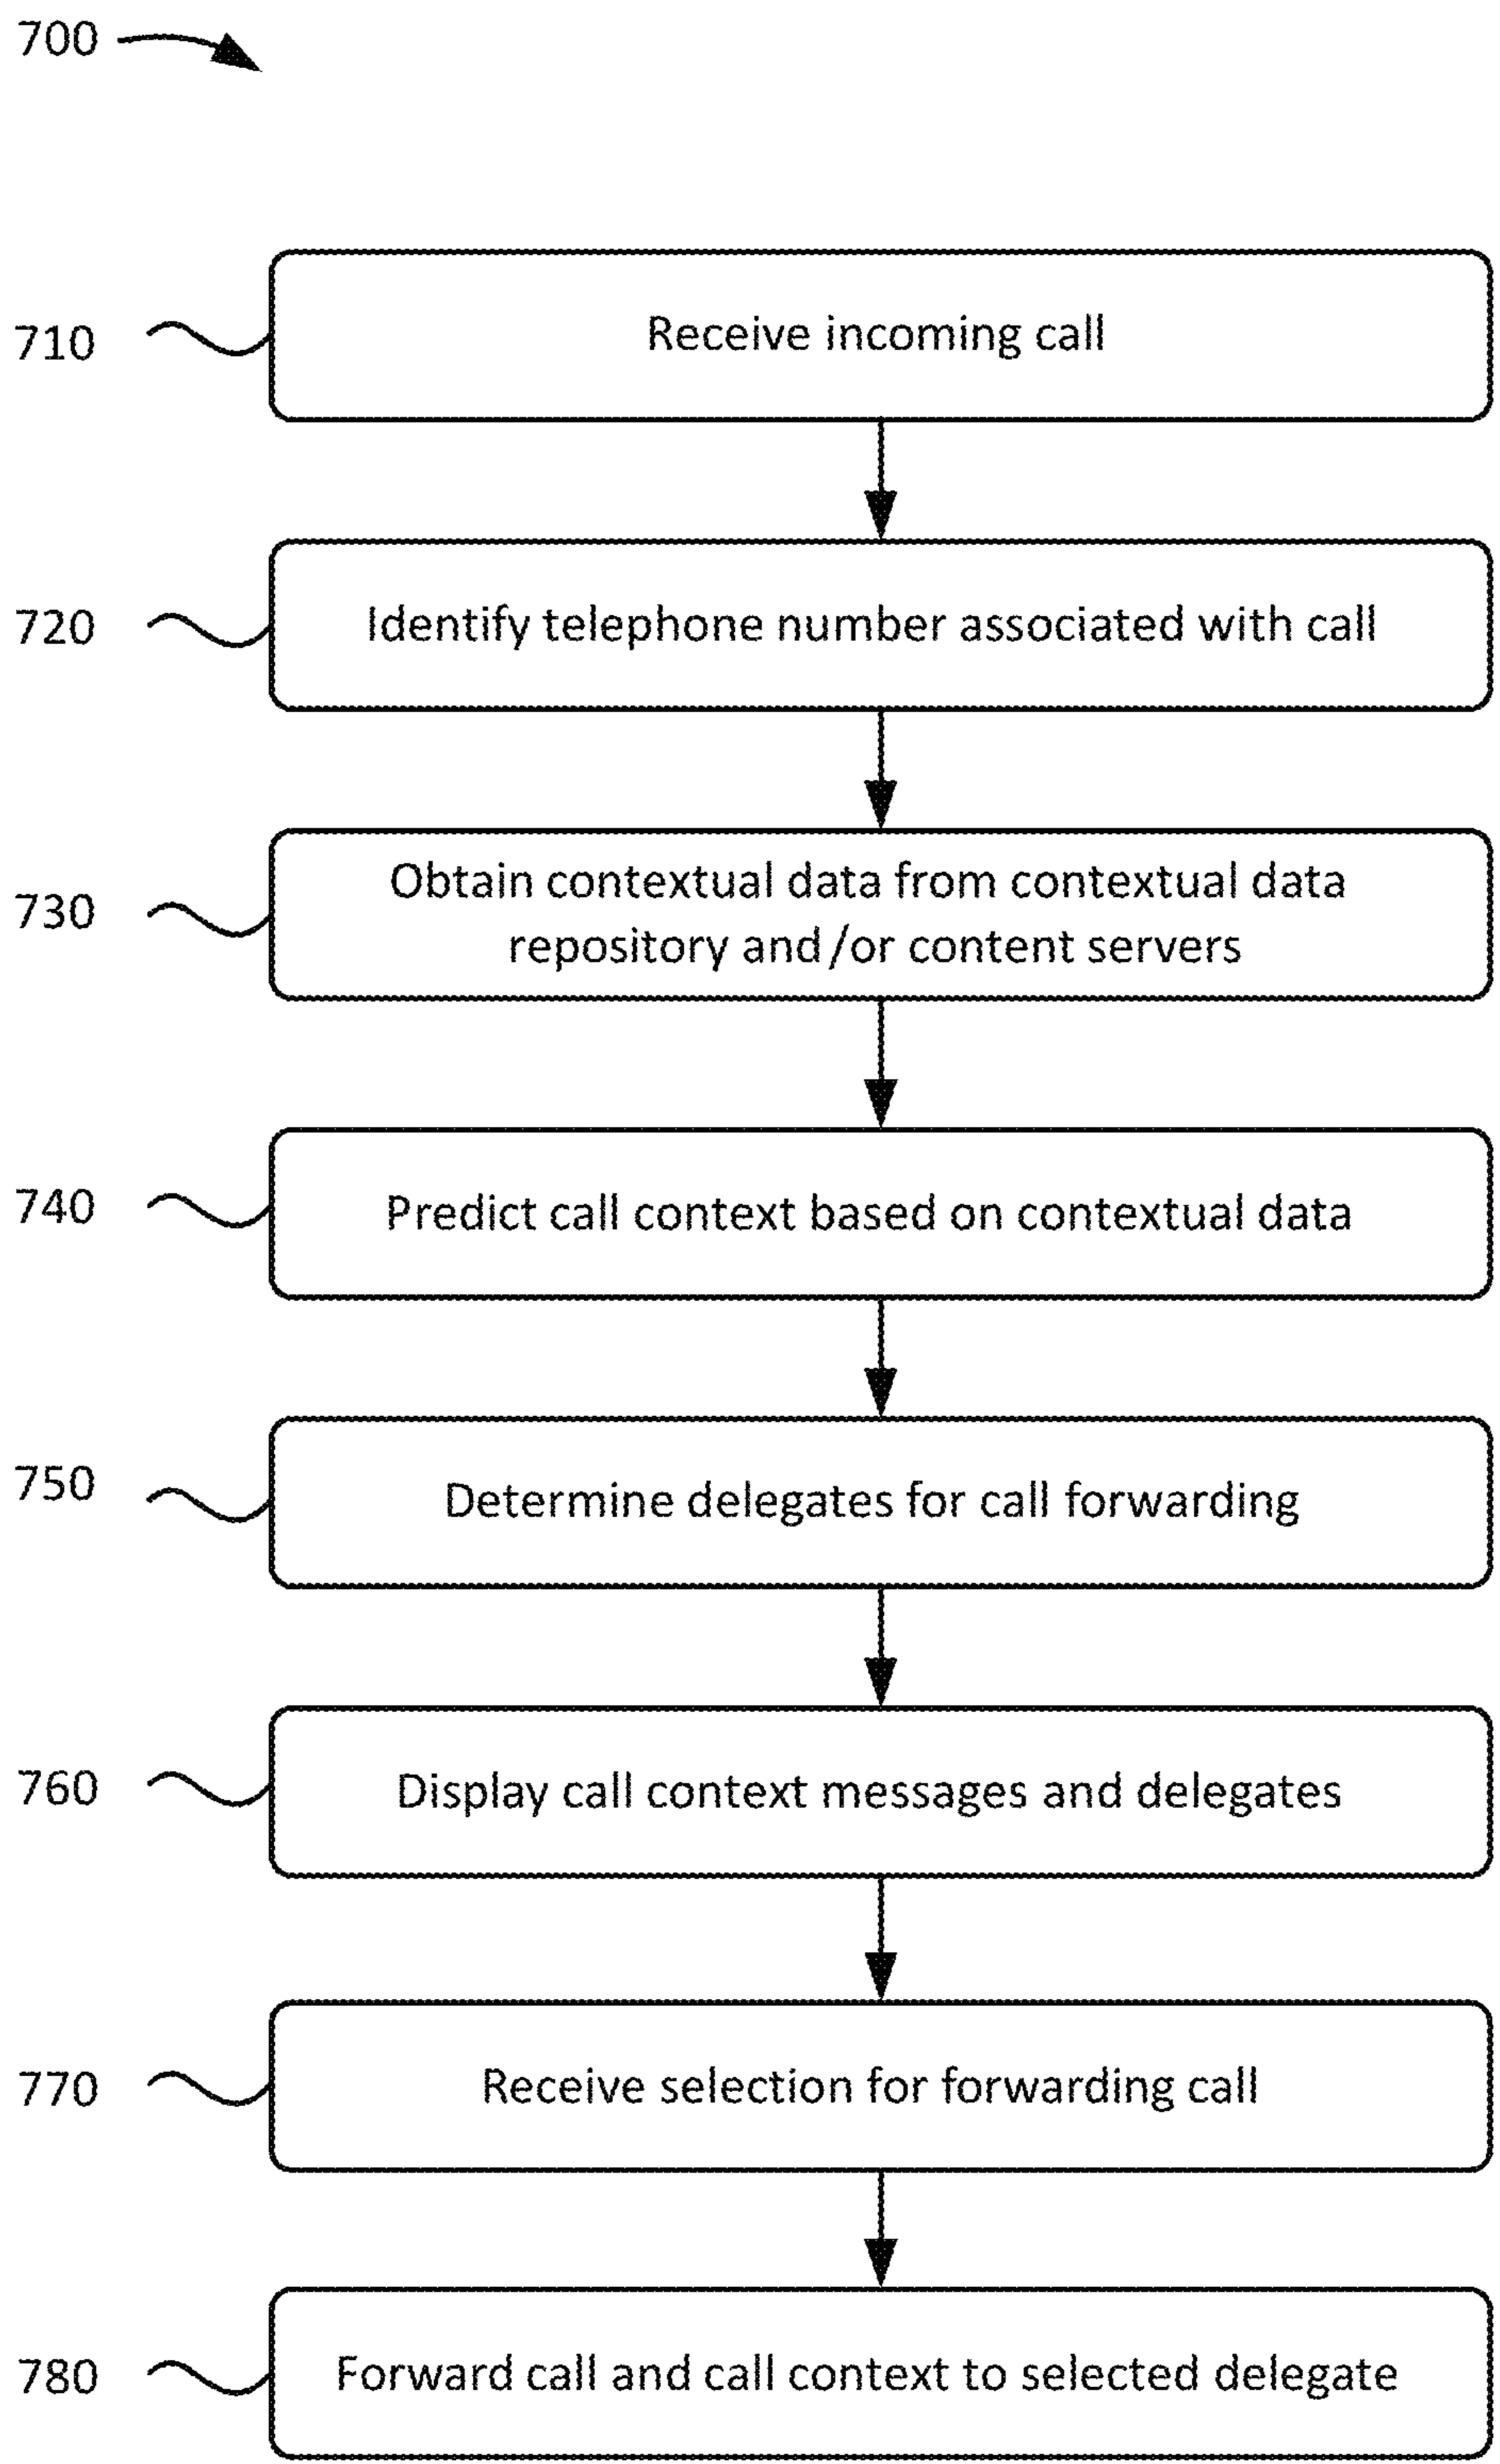 700
710
Receive incoming call
720
Identify telephone number associated with call
730
Obtain contextual data from contextual data
repository and/or content servers
740
Predict call context based on contextual data
750
Determine delegates for call forwarding
760
Display call context messages and delegates
770
Receive selection for forwarding call
780
Forward call and call context to selected delegate